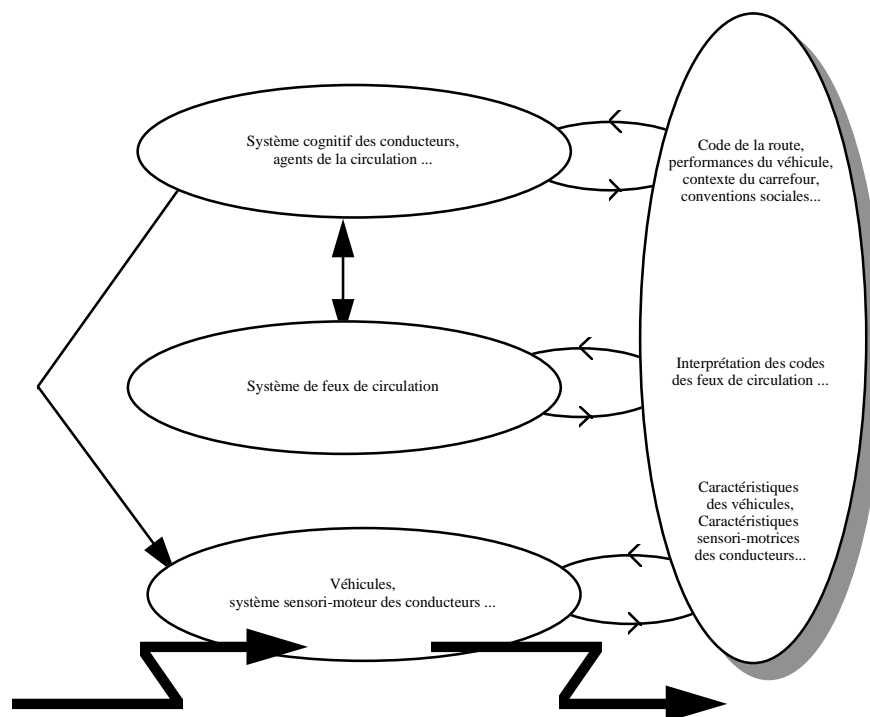 Système cognitif des conducteurs,
agents de la circulation ...
Code de la route,
performances du véhicule,
contexte du carrefour,
conventions sociales...
Système de feux de circulation
Interprétation des codes
des feux de circulation ...
Caractéristiques
des véhicules,
Caractéristiques
sensori-motrices
des conducteurs...
Véhicules,
système sensori-moteur des conducteurs ...